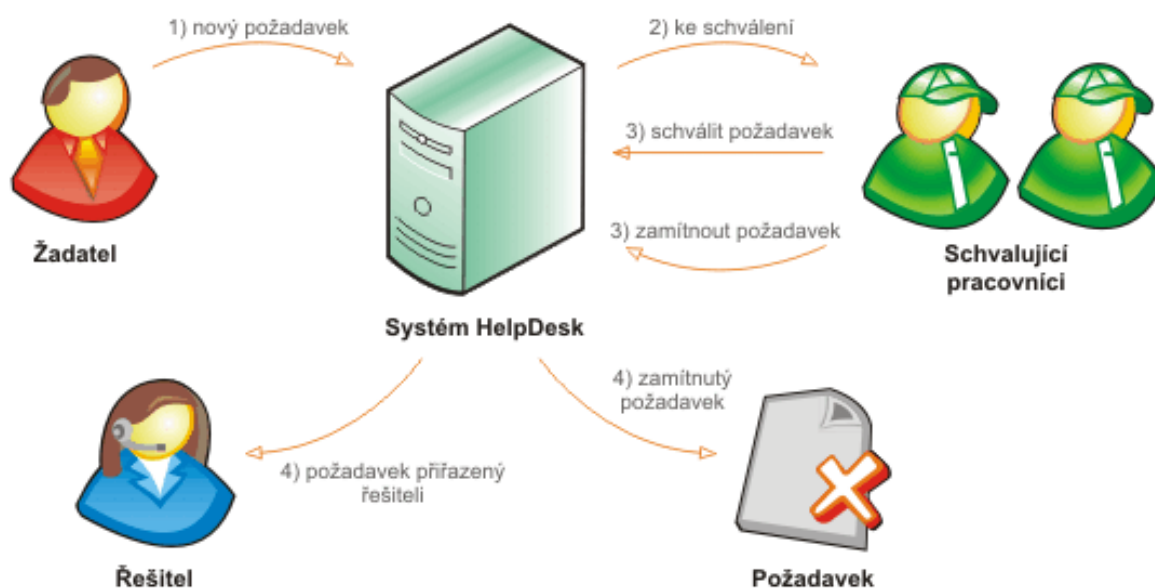 1) nový požadavek
2) ke schválení
3) schválit požadavek
3) zamítnout požadavek
Žadatel
Schvalující
pracovníci
Systém HelpDesk
4) zamítnutý
požadavek
4) požadavek přiřazený
řešiteli
Řešitel
Požadavek